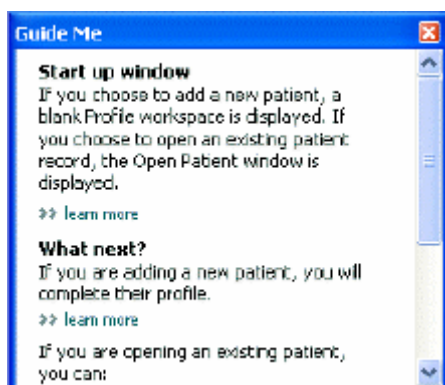 Guide Me
Start up window
If you choose to add a new patient, a
blank Profile workspace is displayed. If
you choose to open an existing patient
record, the Open Patient window is
displayed.
>> learn more
What next?
If you are adding a new patient, you will
complete their profile.
>> learn more
If you are opening an existing patient,
you can: